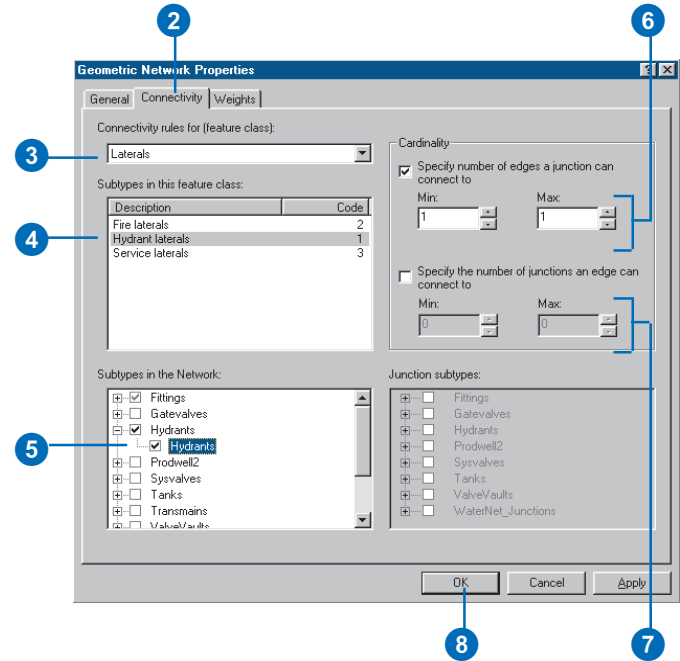 2
6
Geometric Network Properties
General Connectivity Weights
Connectivity rules for (feature class):
3
Laterals
Subtypes in this feature class:
Description Code
Fire laterals 2
4
Hydrant laterals 1
Service laterals 3
Cardinality
Specify number of edges a junction can
connect to
Min: Max:
1 1
Specify the number of junctions an edge can
connect to
Min: Max:
0 0
Subtypes in the Network:
Fittings
Gatevalves
Hydrants
5
Hydrants
Prodwell2
Sysvalves
Tanks
Transmains
ValveVaults
Junction subtypes:
Fittings
Gatevalves
Hydrants
Prodwell2
Sysvalves
Tanks
ValveVaults
WaterNet_Junctions
OK Cancel Apply
8
7